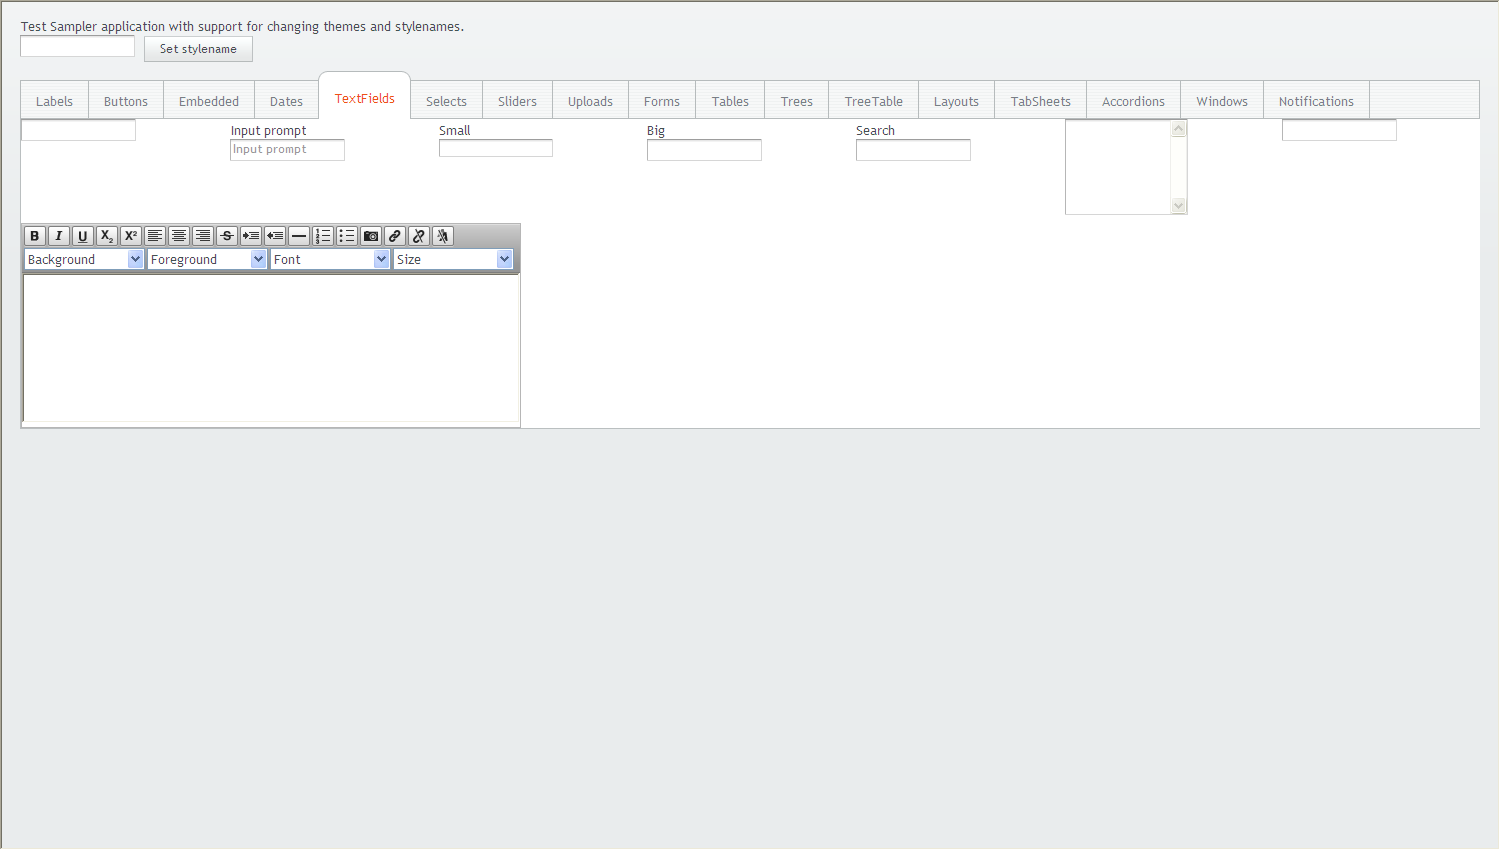 Test Sampler application with support for changing themes and stylenames.
Set stylename
Labels Buttons Embedded Dates TextFields Selects Sliders Uploads Forms Tables Trees TreeTable Layouts TabSheets Accordions Windows Notifications
Input prompt Small Big Search
Input prompt
B I U X2 X² S
Background Foreground Font Size